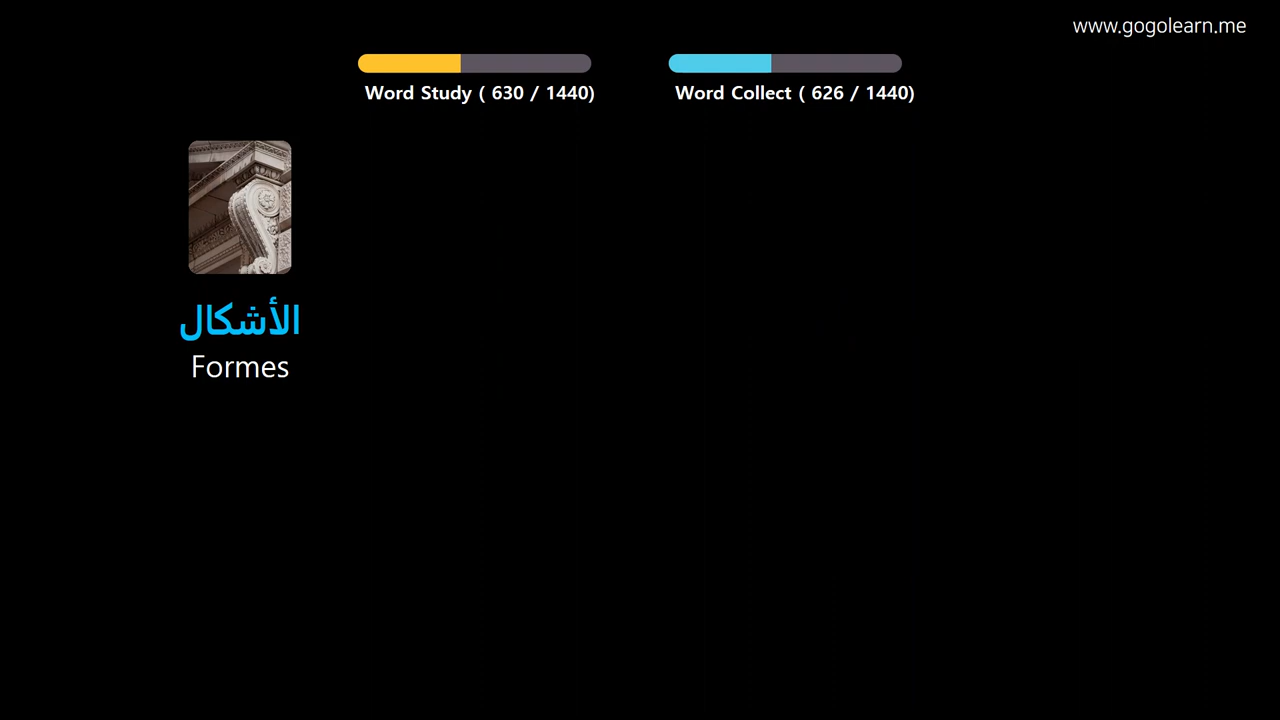 www.gogolearn.me
Word Study ( 630 / 1440)
Word Collect ( 626 / 1440)
الأشكال
Formes